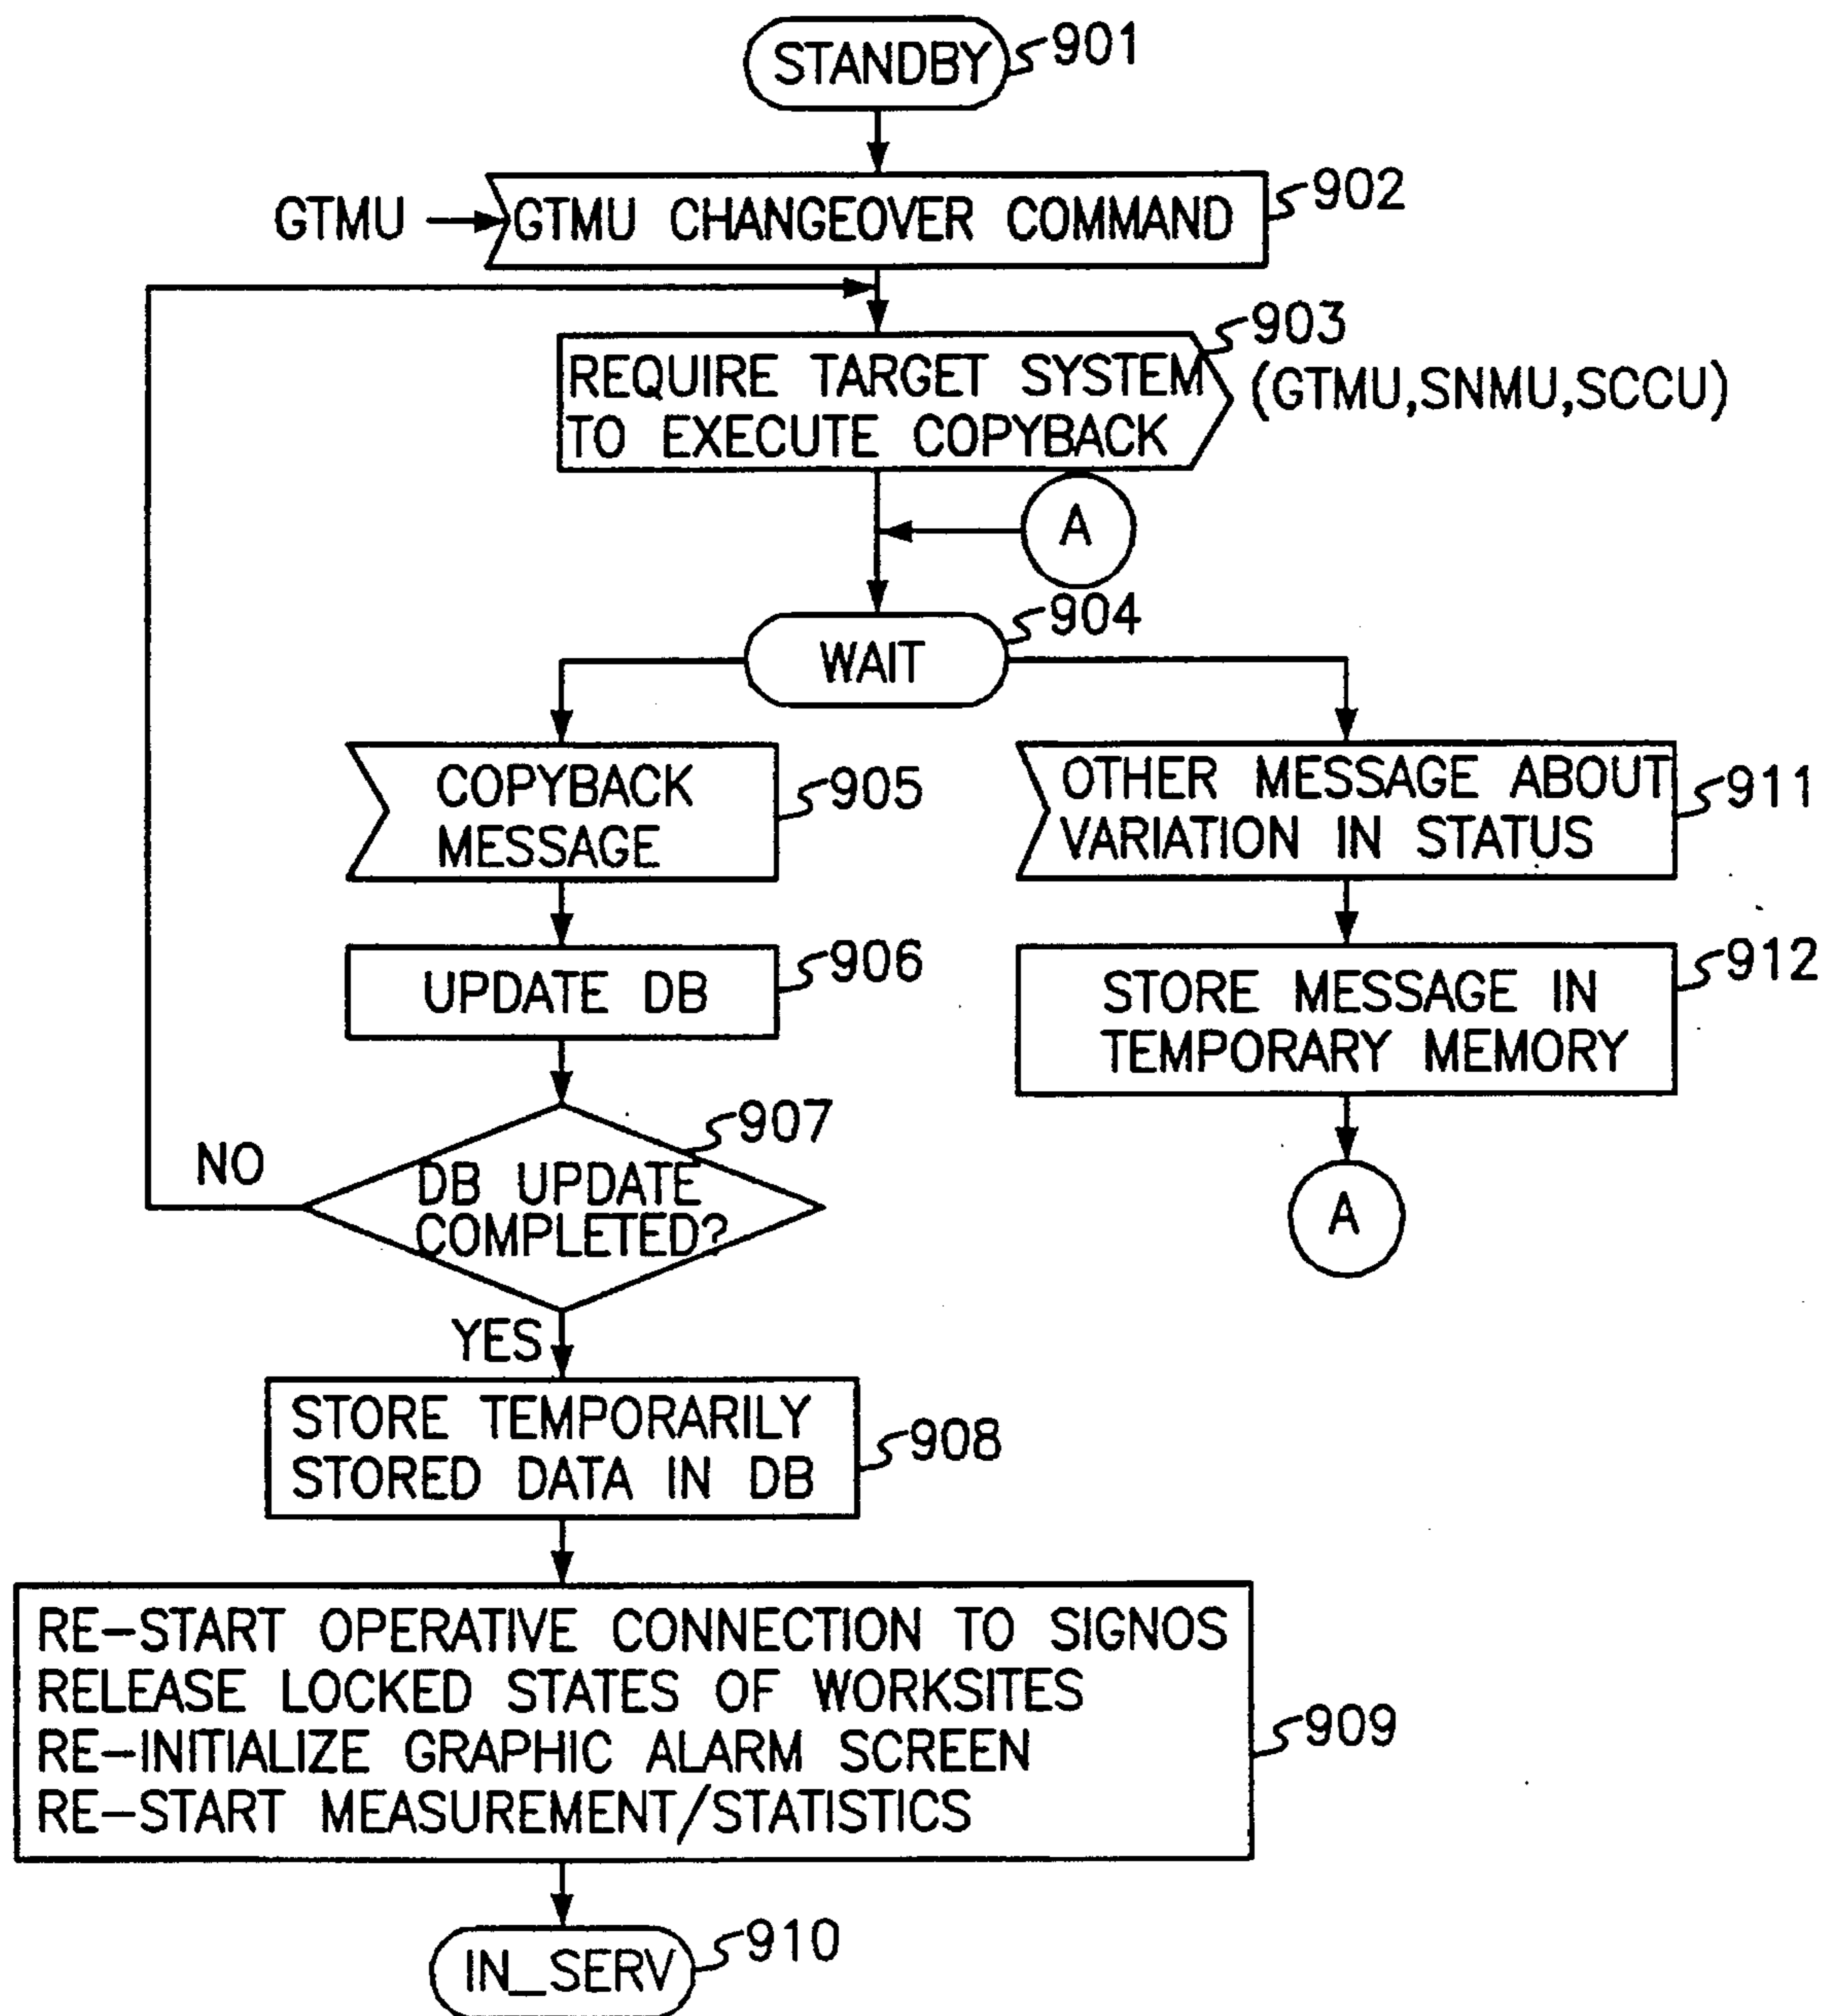 STANDBY
901
GTMU
GTMU CHANGEOVER COMMAND
902
REQUIRE TARGET SYSTEM
TO EXECUTE COPYBACK
903
(GTMU,SNMU,SCCU)
A
WAIT
904
COPYBACK
MESSAGE
905
OTHER MESSAGE ABOUT
VARIATION IN STATUS
911
UPDATE DB
906
STORE MESSAGE IN
TEMPORARY MEMORY
912
DB UPDATE
COMPLETED?
907
NO
A
YES
STORE TEMPORARILY
STORED DATA IN DB
908
RE-START OPERATIVE CONNECTION TO SIGNOS
RELEASE LOCKED STATES OF WORKSITES
RE-INITIALIZE GRAPHIC ALARM SCREEN
RE-START MEASUREMENT/STATISTICS
909
IN_SERV
910